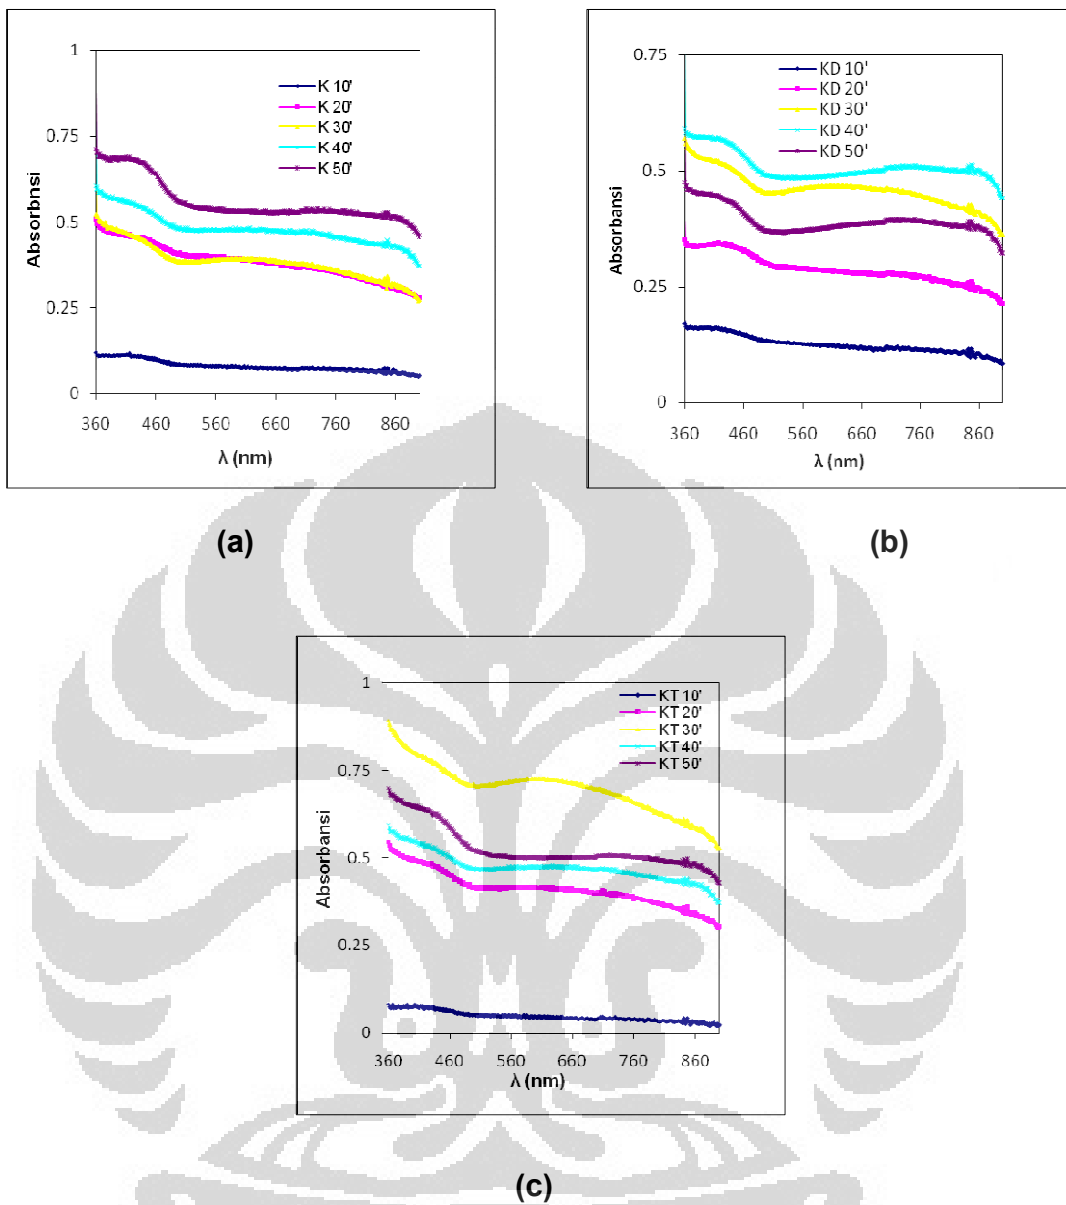 1
0.75
0.5
0.25
0
Absorbnsi
K 10'
K 20'
K 30'
K 40'
K 50'
360 460 560 660 760 860
λ (nm)
(a)
0.75
0.5
0.25
0
Absorbansi
KD 10'
KD 20'
KD 30'
KD 40'
KD 50'
360 460 560 660 760 860
λ (nm)
(b)
1
0.75
0.5
0.25
0
Absorbansi
KT 10'
KT 20'
KT 30'
KT 40'
KT 50'
360 460 560 660 760 860
λ (nm)
(c)